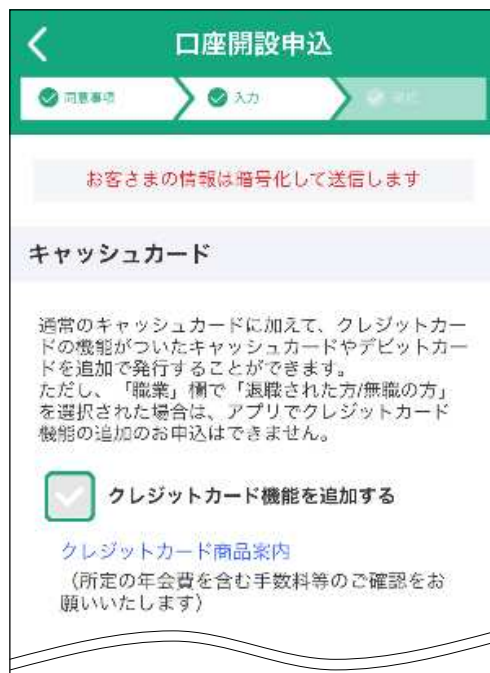 口座開設申込
同意事項
入力
お客さまの情報は暗号化して送信します
キャッシュカード
通常のキャッシュカードに加えて、クレジットカー
ドの機能がついたキャッシュカードやデビットカー
ドを追加で発行することができます。
ただし、「職業」欄で「退職された方/無職の方」
を選択された場合は、アプリでクレジットカード
機能の追加のお申込はできません。
クレジットカード機能を追加する
クレジットカード商品案内
（所定の年会費を含む手数料等のご確認をお
願いいたします）